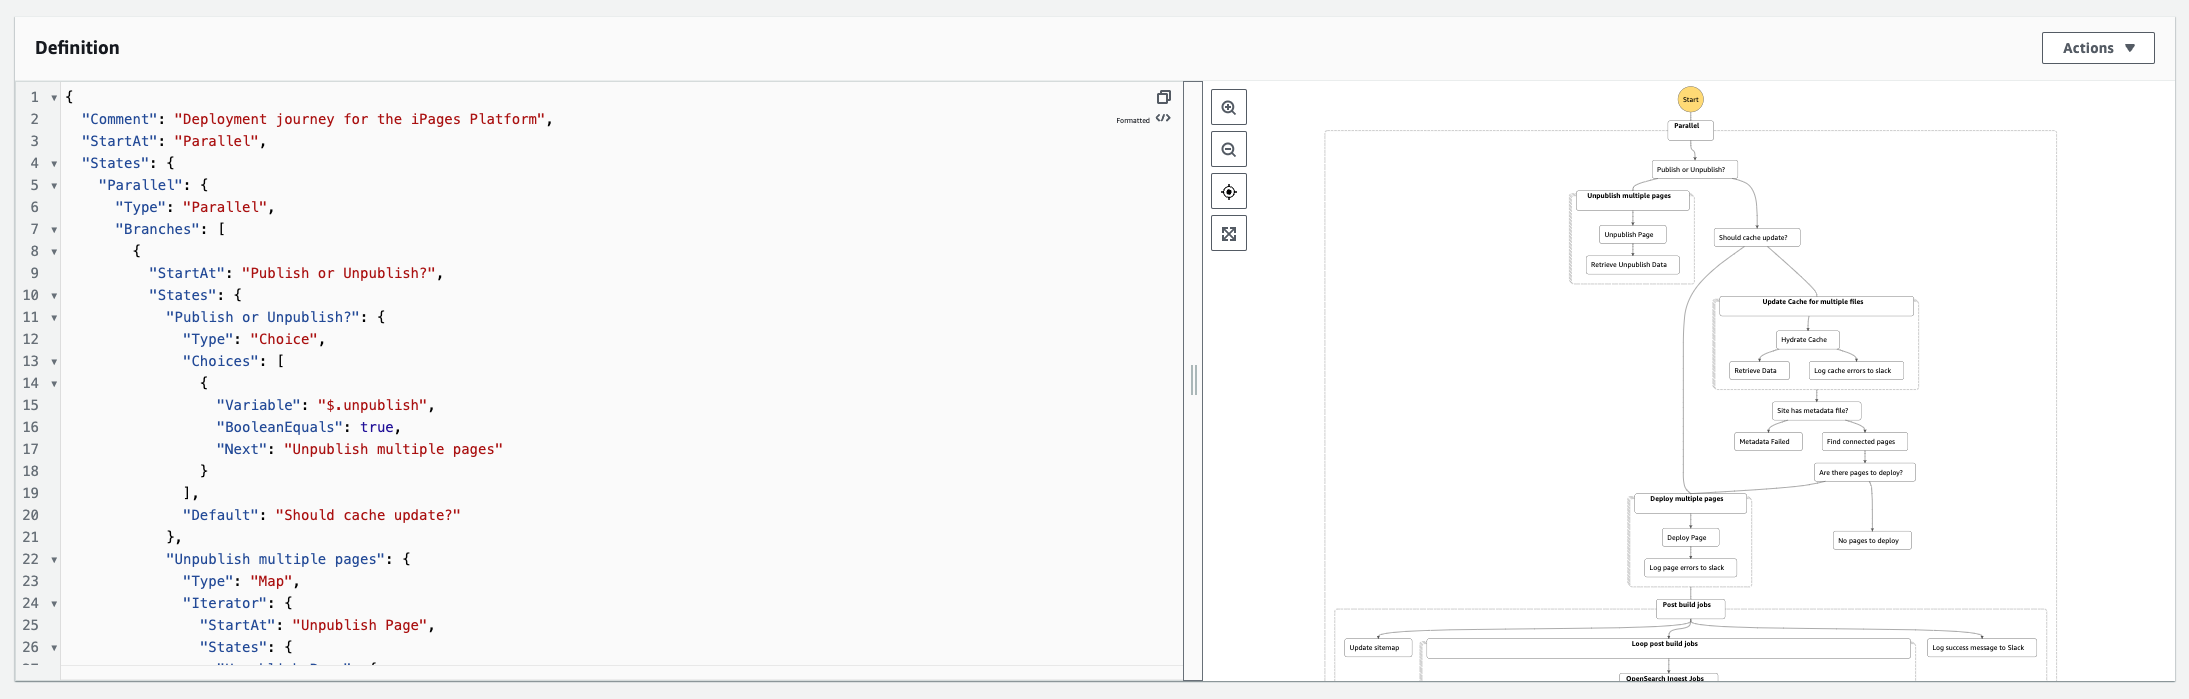 Definition
Actions
Formatted
1 {
2 "Comment": "Deployment journey for the iPages Platform",
3 "StartAt": "Parallel",
4 "States": {
5 "Parallel": {
6 "Type": "Parallel",
7 "Branches": [
8 {
9 "StartAt": "Publish or Unpublish?",
10 "States": {
11 "Publish or Unpublish?": {
12 "Type": "Choice",
13 "Choices": [
14 {
15 "Variable": "$.unpublish",
16 "BooleanEquals": true,
17 "Next": "Unpublish multiple pages"
18 }
19 ],
20 "Default": "Should cache update?"
21 },
22 "Unpublish multiple pages": {
23 "Type": "Map",
24 "Iterator": {
25 "StartAt": "Unpublish Page",
26 "States": {
Start
Parallel
Publish or Unpublish?
Unpublish multiple pages
Unpublish Page
Should cache update?
Retrieve Unpublish Data
Update Cache for multiple files
Hydrate Cache
Retrieve Data
Log cache errors to slack
Site has metadata file?
Metadata Failed
Find connected pages
Are there pages to deploy?
Deploy multiple pages
Deploy Page
No pages to deploy
Log page errors to slack
Post build jobs
Update sitemap
Loop post build jobs
Log success message to Slack
OpenSearch Ingest Jobs